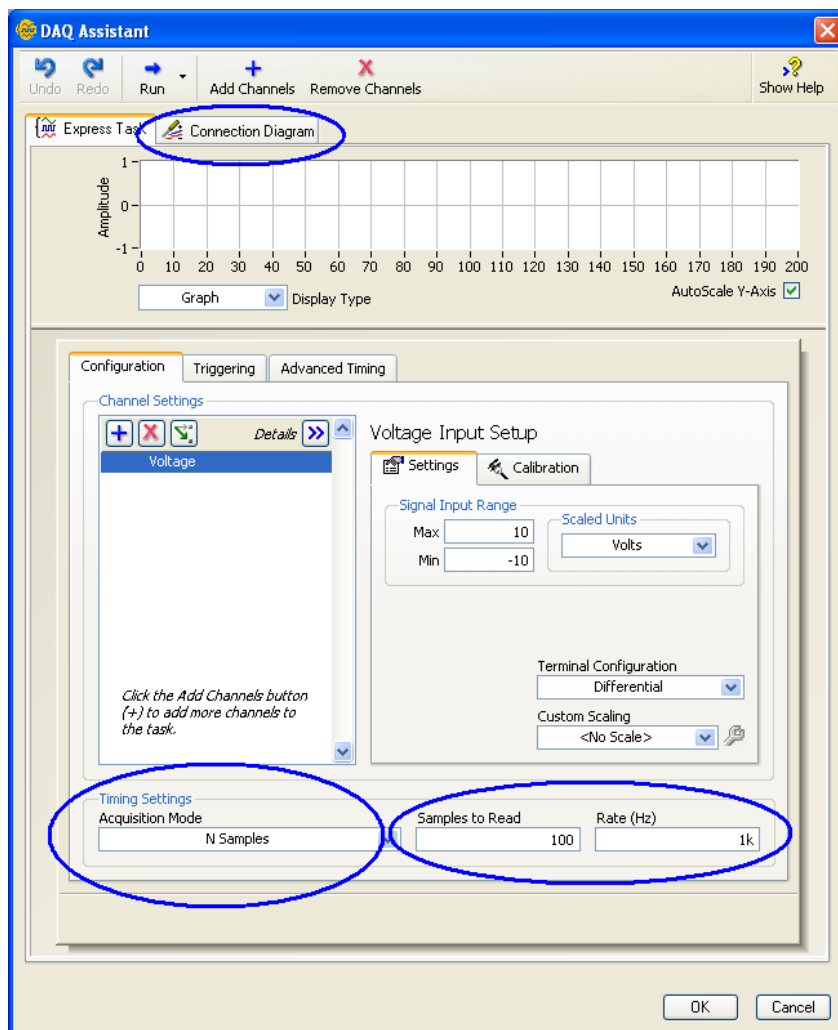 DAQ Assistant
Undo Redo Run Add Channels Remove Channels Show Help
Express Task Connection Diagram
Amplitude
1
0
-1
0 10 20 30 40 50 60 70 80 90 100 110 120 130 140 150 160 170 180 190 200
Graph Display Type AutoScale Y-Axis
Configuration Triggering Advanced Timing
Channel Settings
Details
Voltage
Click the Add Channels button
(+) to add more channels to
the task.
Voltage Input Setup
Settings Calibration
Signal Input Range
Max 10
Min -10
Scaled Units
Volts
Terminal Configuration
Differential
Custom Scaling
<No Scale>
Timing Settings
Acquisition Mode Samples to Read Rate (Hz)
N Samples 100 1k
OK Cancel